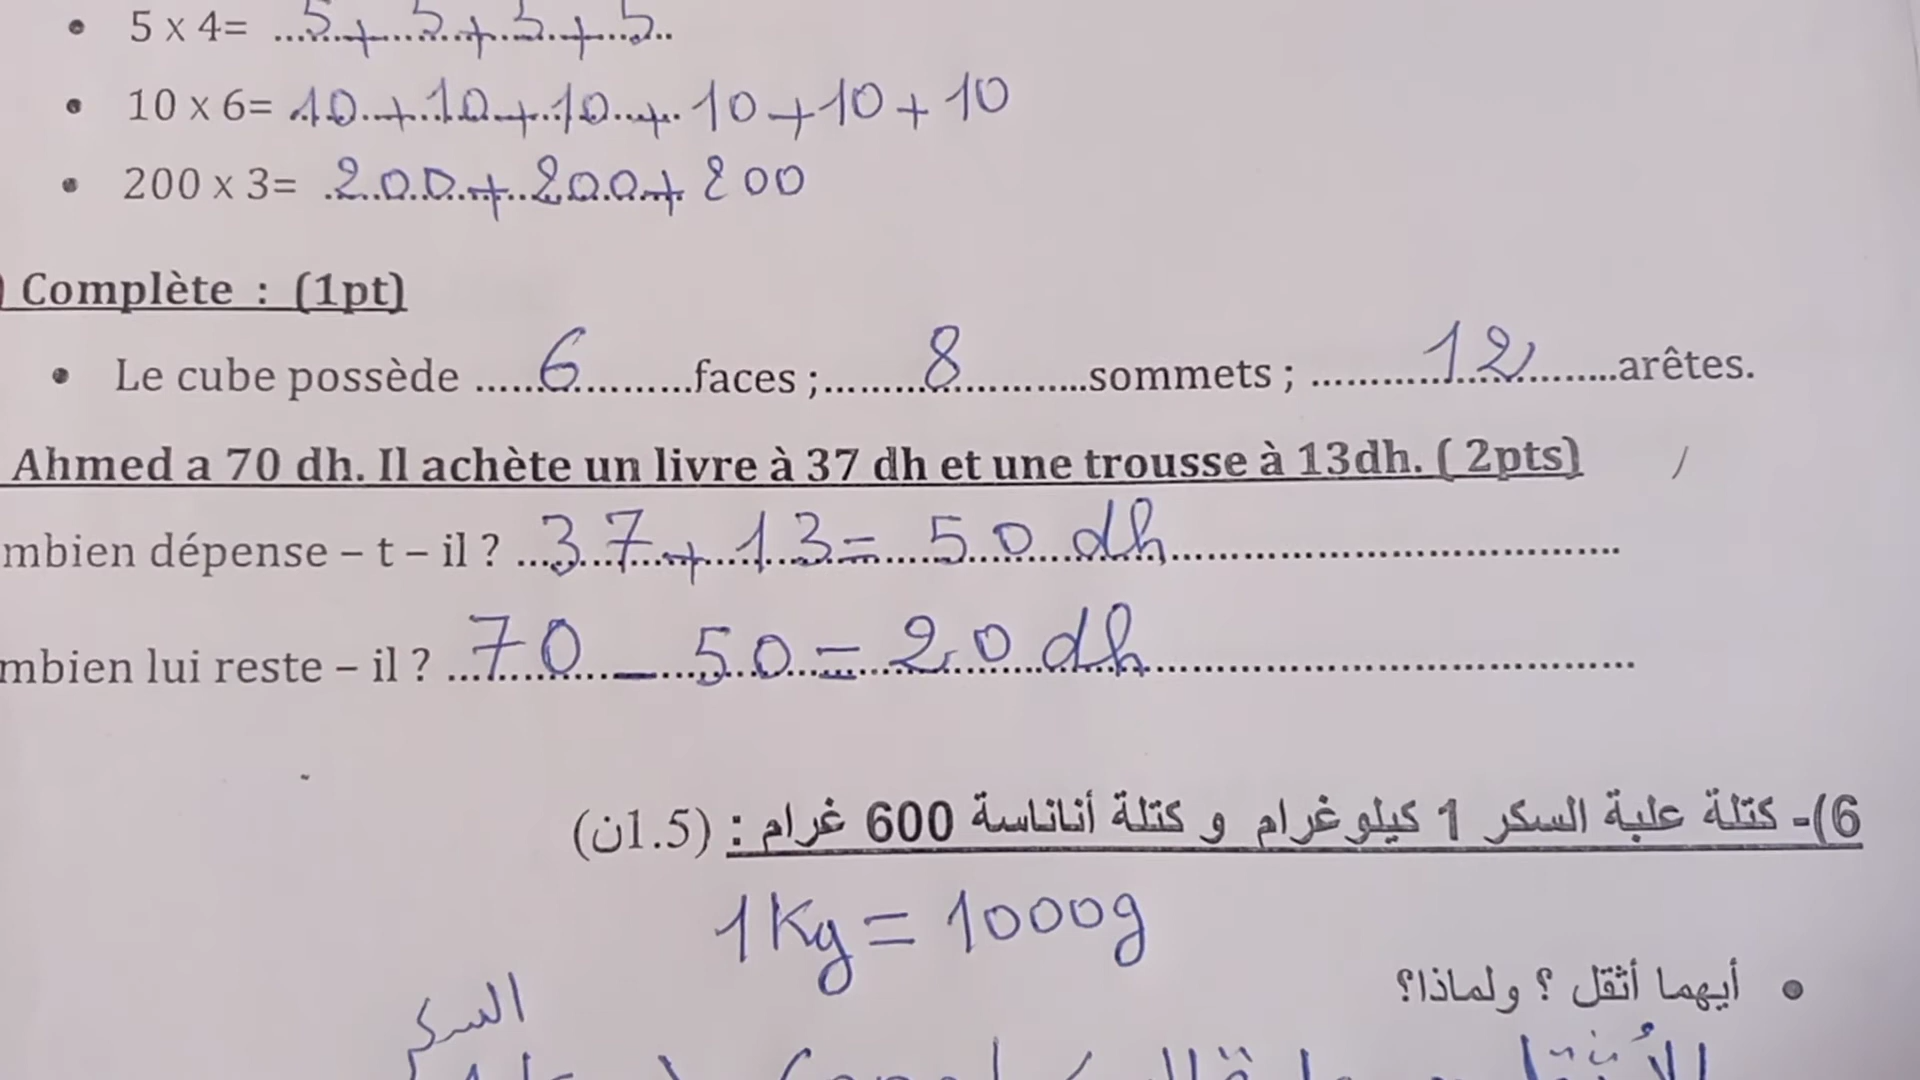 • 5 x 4= 5 + 5 + 5 + 5
• 10 x 6= 10 + 10 + 10 + 10 + 10 + 10
• 200 x 3= 200 + 200 + 200
) Complète : (1pt)
• Le cube possède ......6..........faces ;.........8...........sommets ; ............12..........arêtes.
Ahmed a 70 dh. Il achète un livre à 37 dh et une trousse à 13dh. ( 2pts)
mbien dépense – t – il ? 37 + 13 = 50 dh
mbien lui reste – il ? 70 - 50 = 20 dh
6)- كتلة علبة السكر 1 كيلوغرام و كتلة أناناسة 600 غرام : (1.5ن)
1Kg = 1000g
• أيهما أثقل ؟ ولماذا؟
السكر